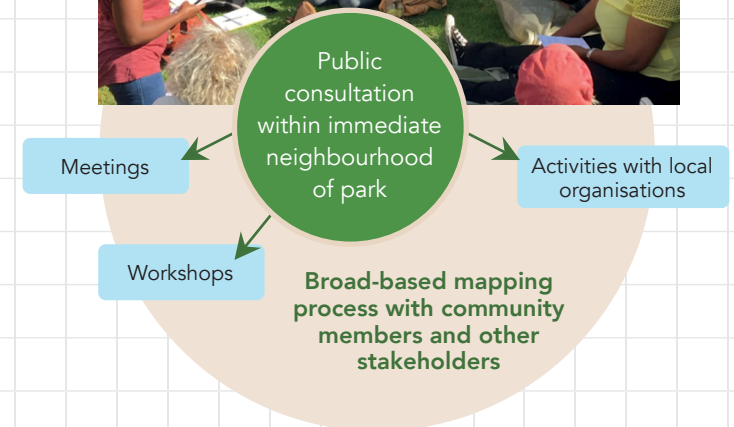 Public
consultation
within immediate
neighbourhood
of park
Meetings
Activities with local
organisations
Workshops
Broad-based mapping
process with community
members and other
stakeholders